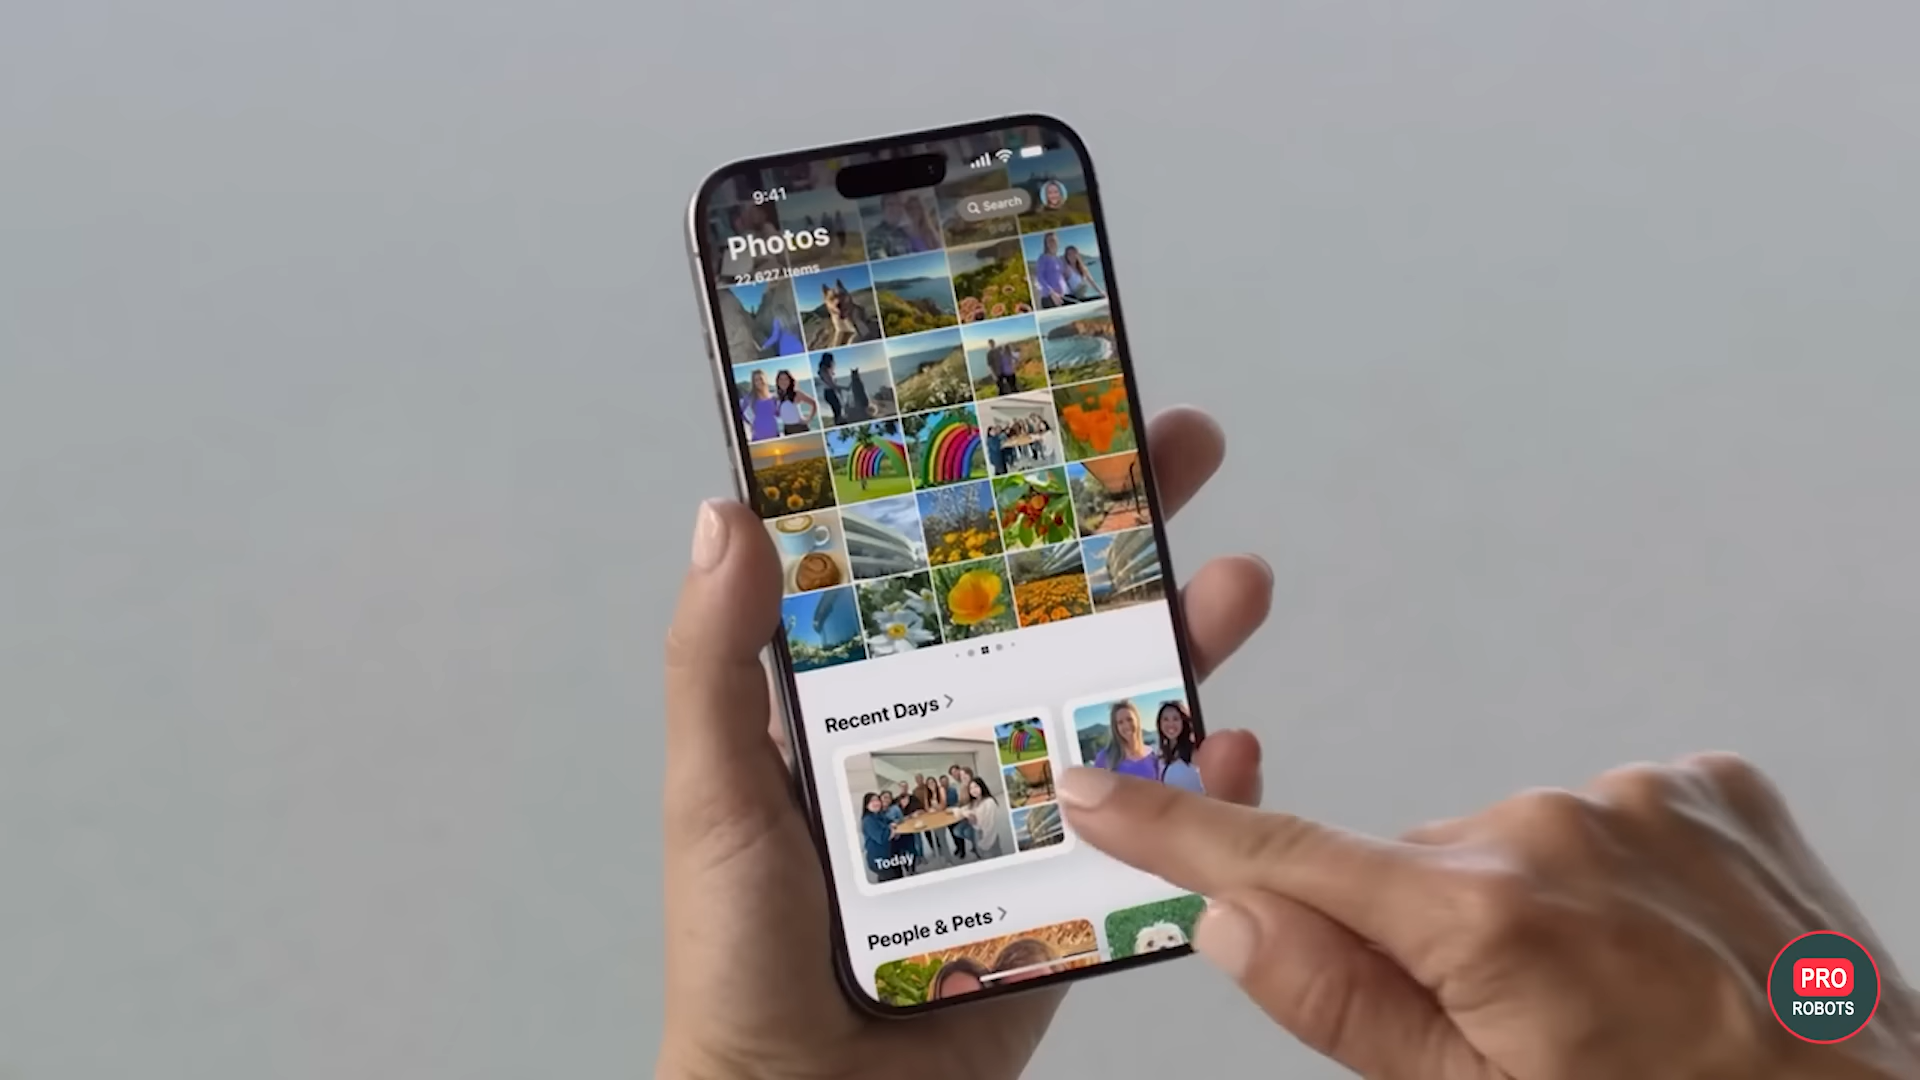 9:41
Search
Photos
22,627 Items
Recent Days
Today
People & Pets
PRO
ROBOTS